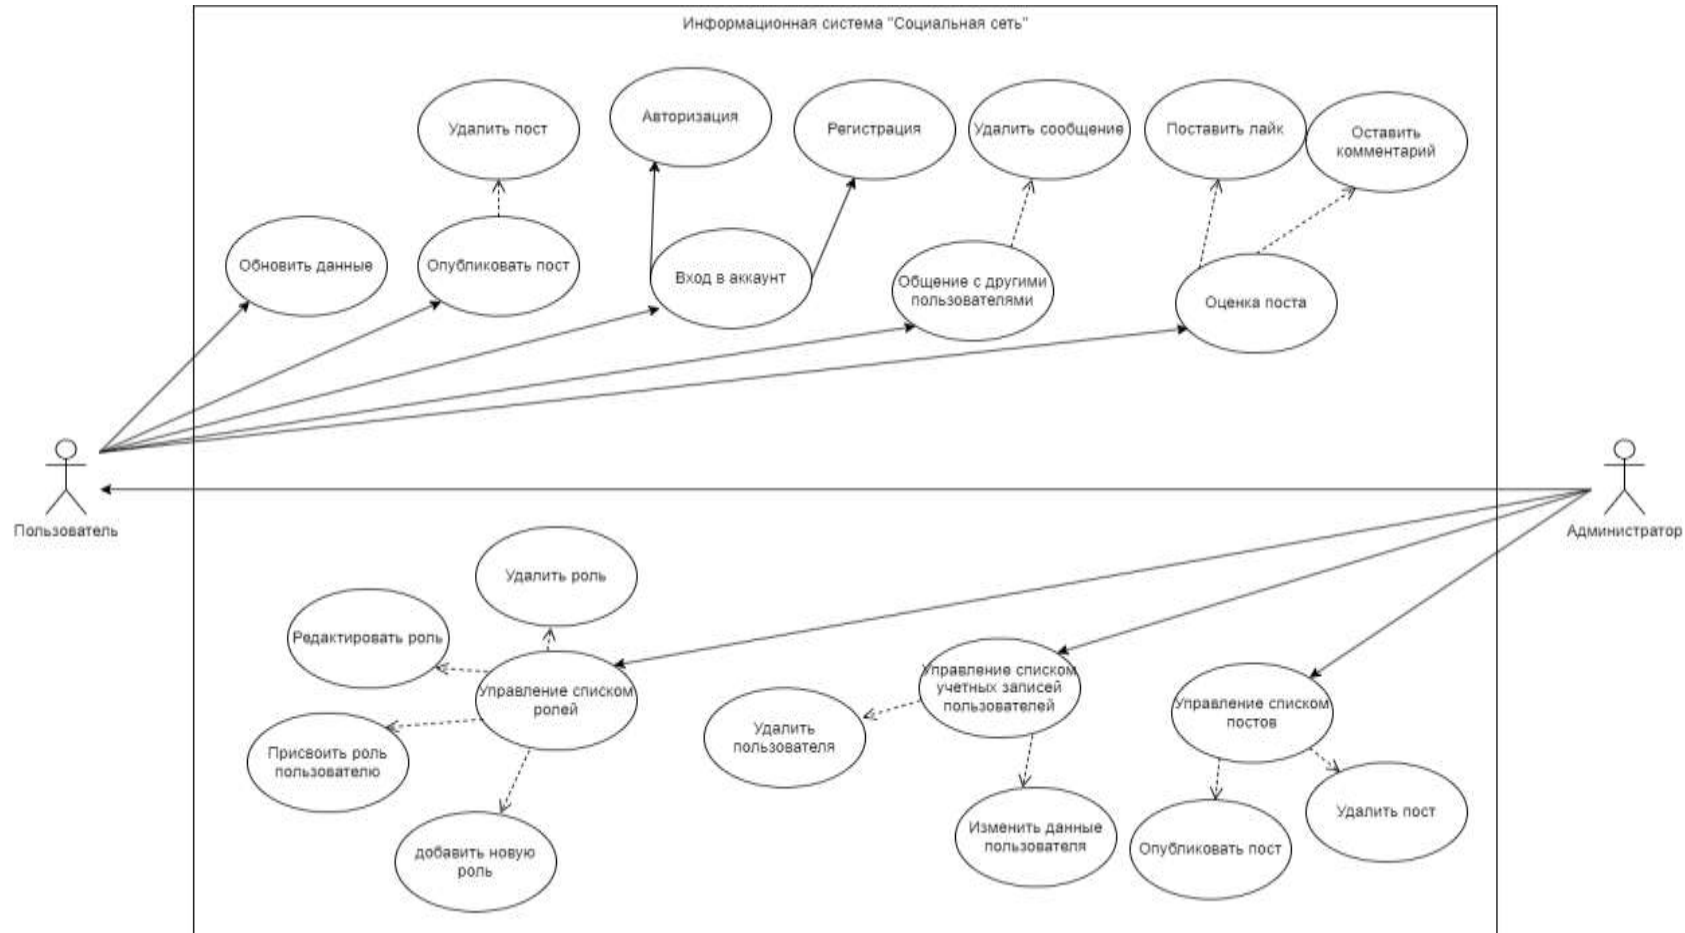 Информационная система "Социальная сеть"
Удалить пост
Авторизация
Регистрация
Удалить сообщение
Поставить лайк
Оставить
комментарий
Обновить данные
Опубликовать пост
Вход в аккаунт
Общение с другими
пользователями
Оценка поста
Пользователь
Администратор
Удалить роль
Редактировать роль
Управление списком
ролей
Присвоить роль
пользователю
добавить новую
роль
Управление списком
учетных записей
пользователей
Удалить
пользователя
Изменить данные
пользователя
Управление списком
постов
Опубликовать пост
Удалить пост